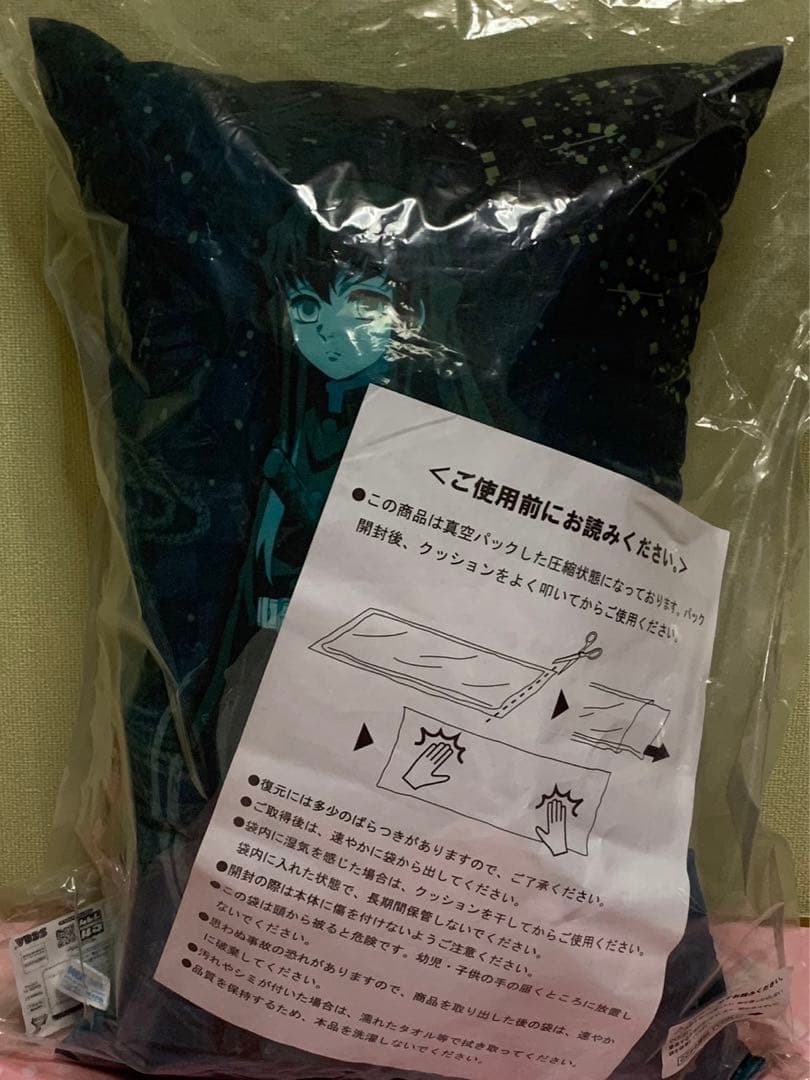 <ご使用前にお読みください。>
●この商品は真空パックした圧縮状態になっております。パック
開封後、クッションをよく叩いてからご使用ください。
●復元には多少のばらつきがありますので、ご了承ください。
●ご取得後は、速やかに袋から出してください。
●袋内に湿気を感じた場合は、クッションを干してからご使用ください。
袋内に入れた状態で、長期間保管しないでください。
●開封の際は本体に傷を付けないようご注意ください。
●この袋は頭から被ると危険です。幼児・子供の手の届くところに放置し
ないでください。
●思わぬ事故の恐れがありますので、商品を取り出した後の袋は、速やか
に破棄してください。
●汚れやシミが付いた場合は、濡れたタオル等で拭き取ってください。
●品質を保持するため、本品を洗濯しないでください。
SEGA